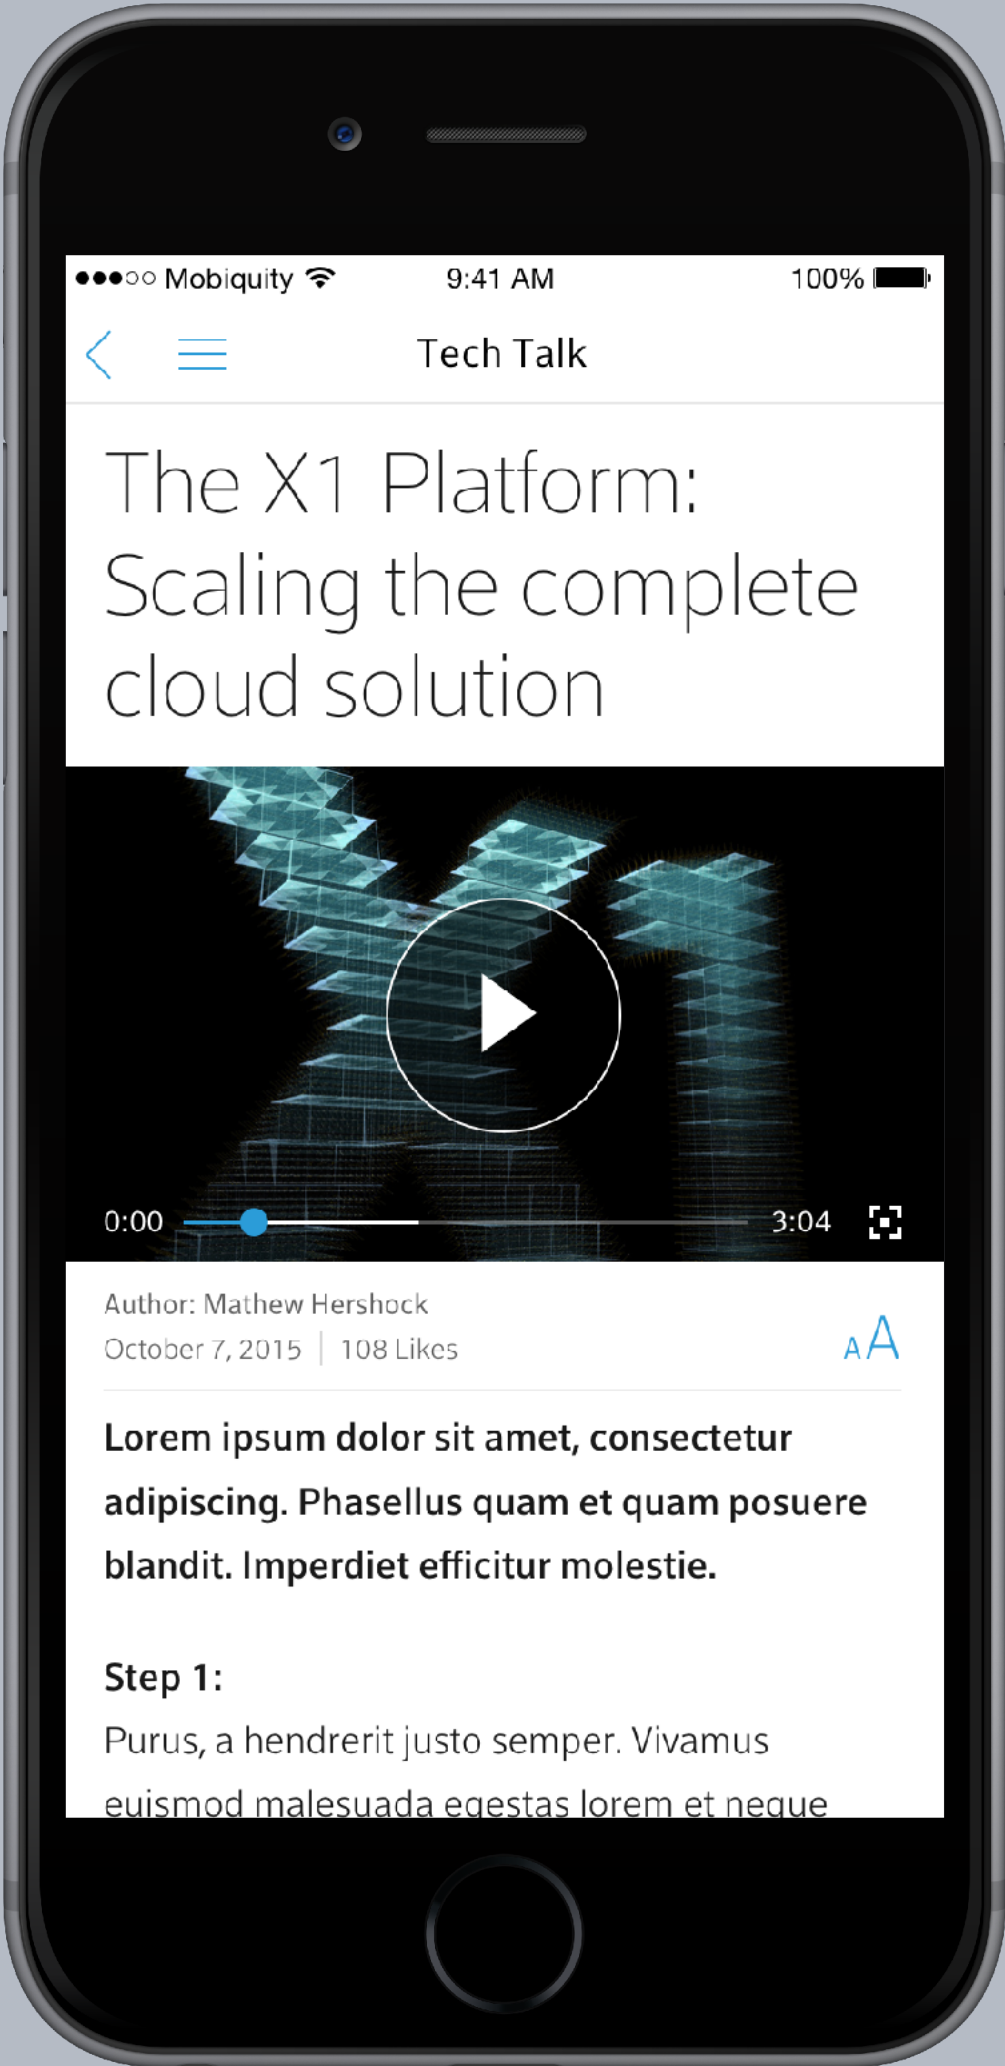 Mobiquity 9:41 AM 100%
Tech Talk
The X1 Platform:
Scaling the complete
cloud solution
X1
0:00 3:04
Author: Mathew Hershock
October 7, 2015 | 108 Likes
AA
Lorem ipsum dolor sit amet, consectetur
adipiscing. Phasellus quam et quam posuere
blandit. Imperdiet efficitur molestie.
Step 1:
Purus, a hendrerit justo semper. Vivamus
euismod malesuada egestas lorem et neque